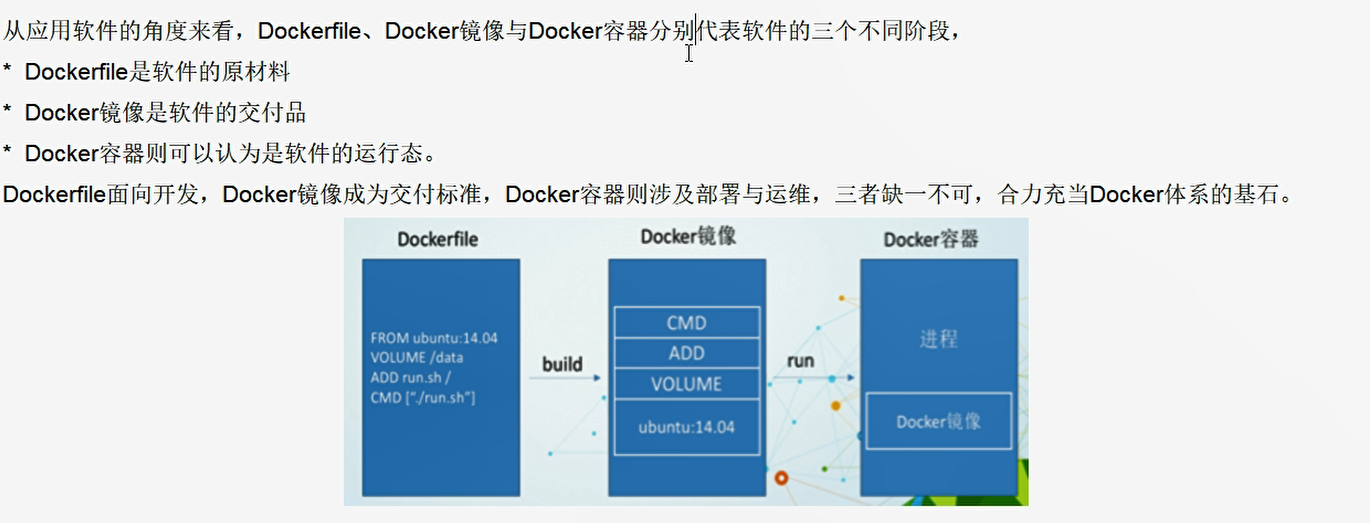 从应用软件的角度来看，Dockerfile、Docker镜像与Docker容器分别代表软件的三个不同阶段，
* Dockerfile是软件的原材料
* Docker镜像是软件的交付品
* Docker容器则可以认为是软件的运行态。
Dockerfile面向开发，Docker镜像成为交付标准，Docker容器则涉及部署与运维，三者缺一不可，合力充当Docker体系的基石。
Dockerfile
FROM ubuntu:14.04
VOLUME /data
ADD run.sh /
CMD [“./run.sh”]
build
Docker镜像
CMD
ADD
VOLUME
ubuntu:14.04
run
Docker容器
进程
Docker镜像